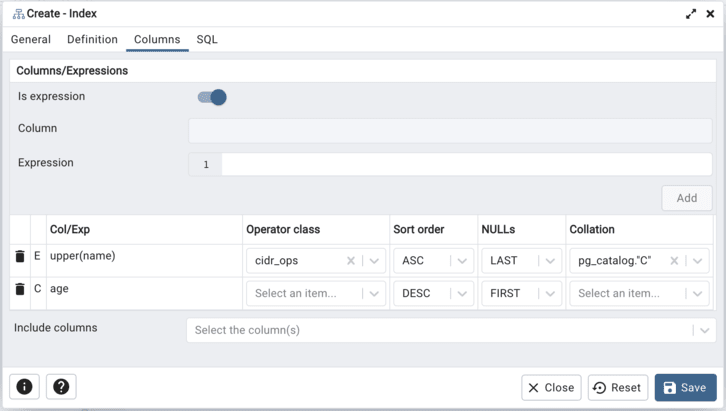 Create - Index
General Definition Columns SQL
Columns/Expressions
Is expression
Column
Expression 1
Add
Col/Exp Operator class Sort order NULLs Collation
E upper(name) cidr_ops ASC LAST pg_catalog."C"
C age Select an item... DESC FIRST Select an item...
Include columns Select the column(s)
Close Reset Save